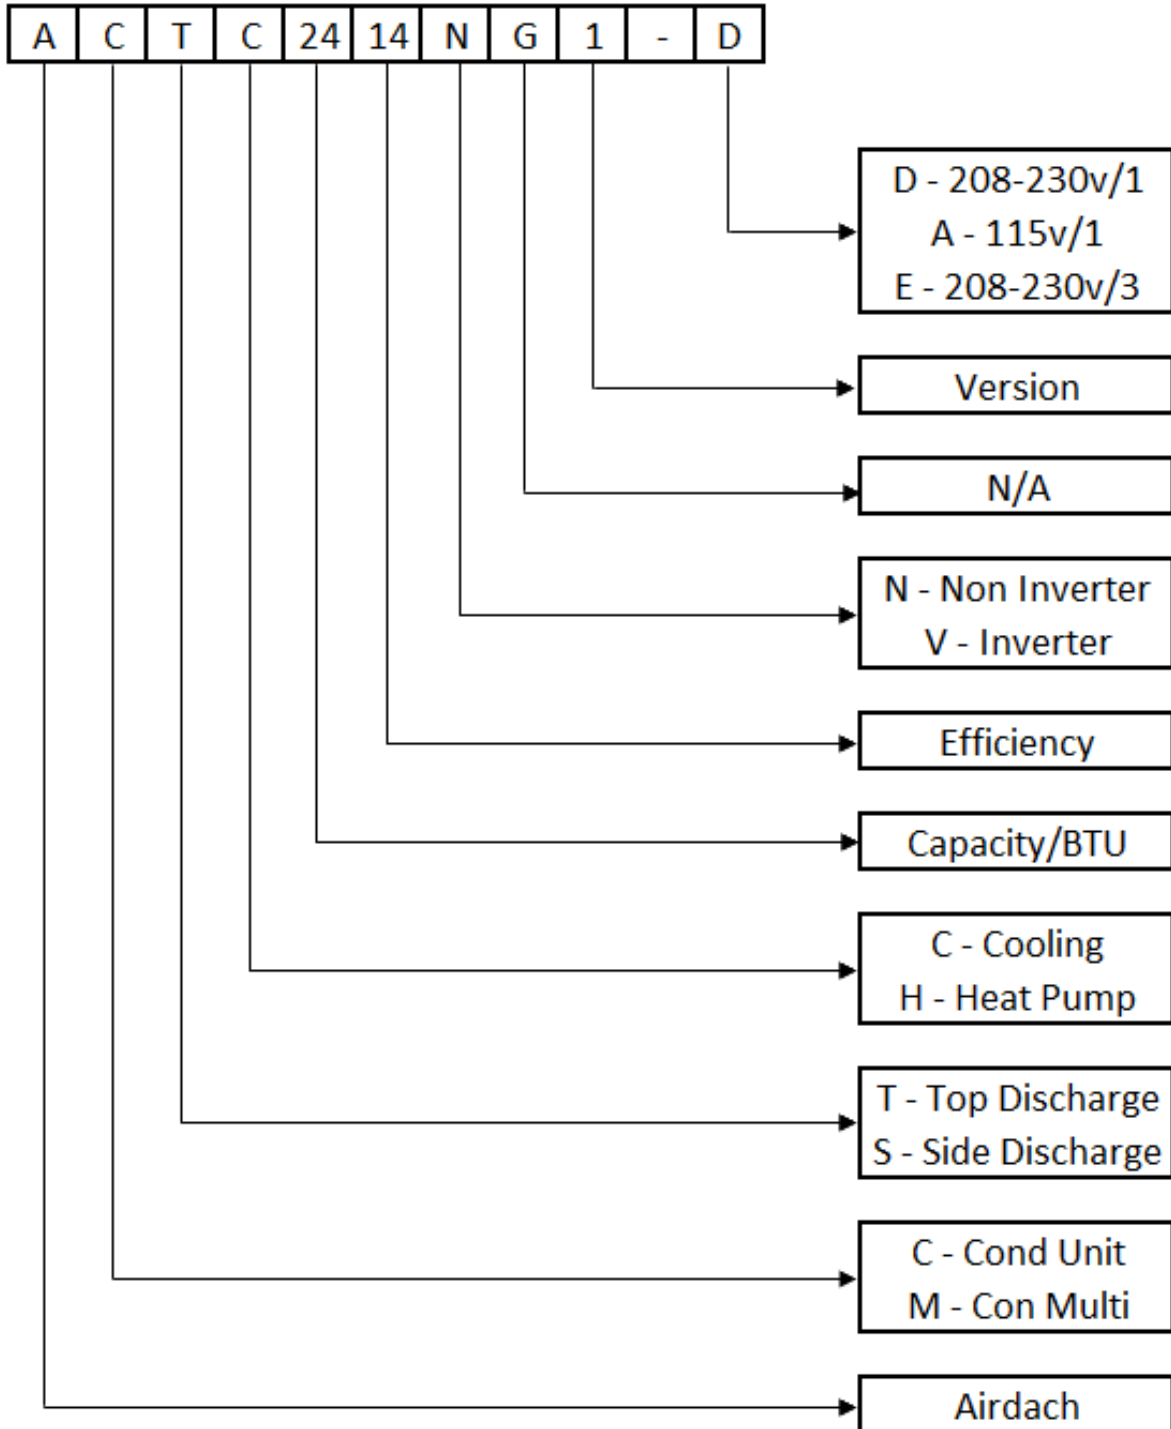 A C T C 24 14 N G 1 - D
D - 208-230v/1
A - 115v/1
E - 208-230v/3
Version
N/A
N - Non Inverter
V - Inverter
Efficiency
Capacity/BTU
C - Cooling
H - Heat Pump
T - Top Discharge
S - Side Discharge
C - Cond Unit
M - Con Multi
Airdach